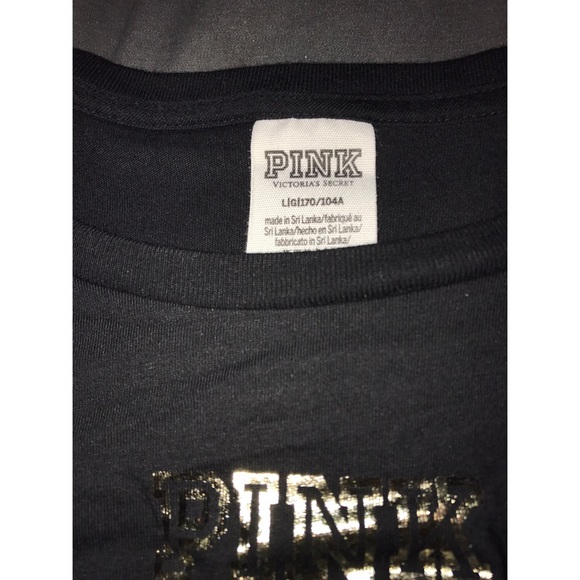 PINK
VICTORIA'S SECRET
L|G|170/104A
made in Sri Lanka/fabriqué au
Sri Lanka/hecho en Sri Lanka/
fabbricato in Sri Lanka/
PINK